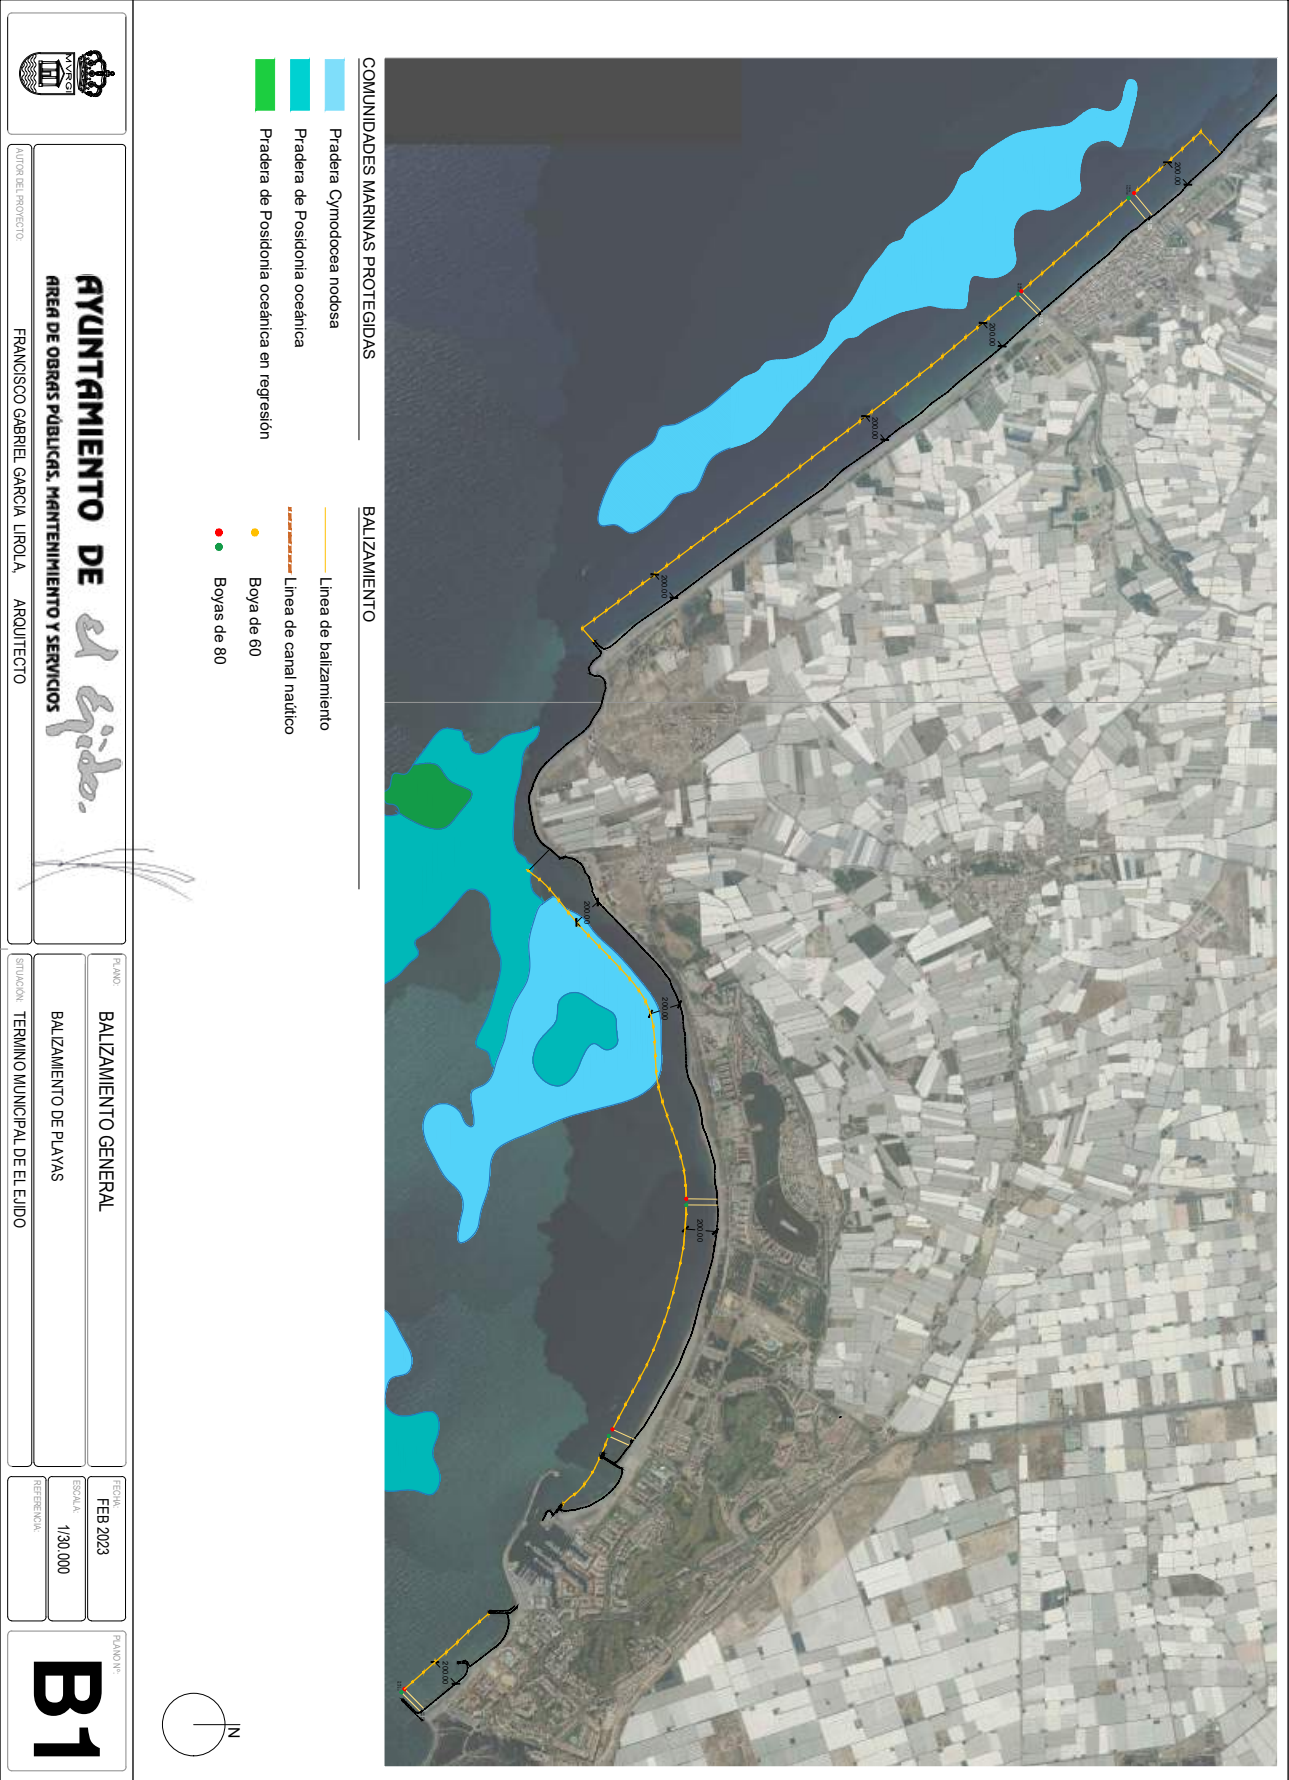 COMUNIDADES MARINAS PROTEGIDAS
Pradera Cymodocea nodosa
Pradera de Posidonia oceánica
Pradera de Posidonia oceánica en regresión
BALIZAMIENTO
Linea de balizamiento
Linea de canal naútico
Boya de 60
Boyas de 80
200.00
200.00
200.00
200.00
200.00
200.00
200.00
200.00
N
MVRGI
AYUNTAMIENTO DE el Ejido.
AREA DE OBRAS PÚBLICAS, MANTENIMIENTO Y SERVICIOS
AUTOR DEL PROYECTO:
FRANCISCO GABRIEL GARCIA LIROLA, ARQUITECTO
PLANO:
BALIZAMIENTO GENERAL
BALIZAMIENTO DE PLAYAS
SITUACIÓN: TERMINO MUNICIPAL DE EL EJIDO
FECHA:
FEB 2023
ESCALA:
1/30.000
REFERENCIA:
PLANO Nº:
B1